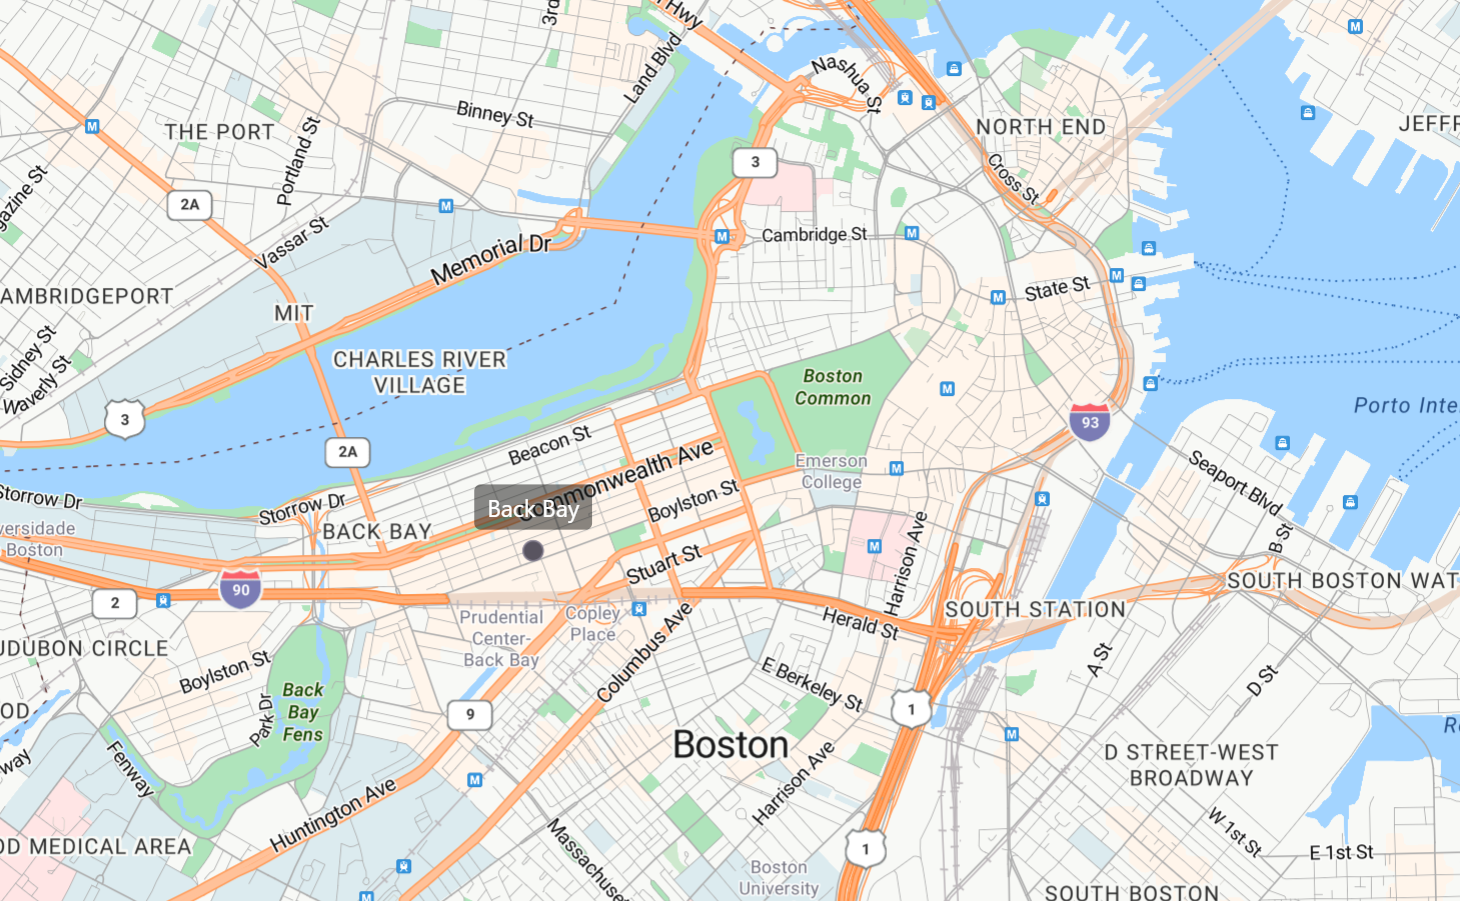 Hwy
3rd
Land Blvd
Nashua St
Binney St
THE PORT
Portland St
NORTH END
JEFF
Cross St
3
2A
gazine St
Vassar St
Cambridge St
Memorial Dr
AMBRIDGEPORT
MIT
State St
Sidney St
Waverly St
CHARLES RIVER
VILLAGE
Boston
Common
3
93
Porto Inte
2A
Beacon St
Commonwealth Ave
Emerson
College
Seaport Blvd
Storrow Dr
Storrow Dr
Boylston St
Back Bay
BACK BAY
versidade
Boston
Stuart St
Harrison Ave
B St
90
2
SOUTH BOSTON WAT
Prudential
Center-
Back Bay
Copley
Place
Herald St
SOUTH STATION
UDUBON CIRCLE
Boylston St
Columbus Ave
E Berkeley St
A St
D St
Back
Bay
Fens
Park Dr
OD
9
1
way
Fenway
Boston
D STREET-WEST
BROADWAY
Harrison Ave
Huntington Ave
W 1st St
E 1st St
OD MEDICAL AREA
Massachuse
1
Boston
University
SOUTH BOSTON